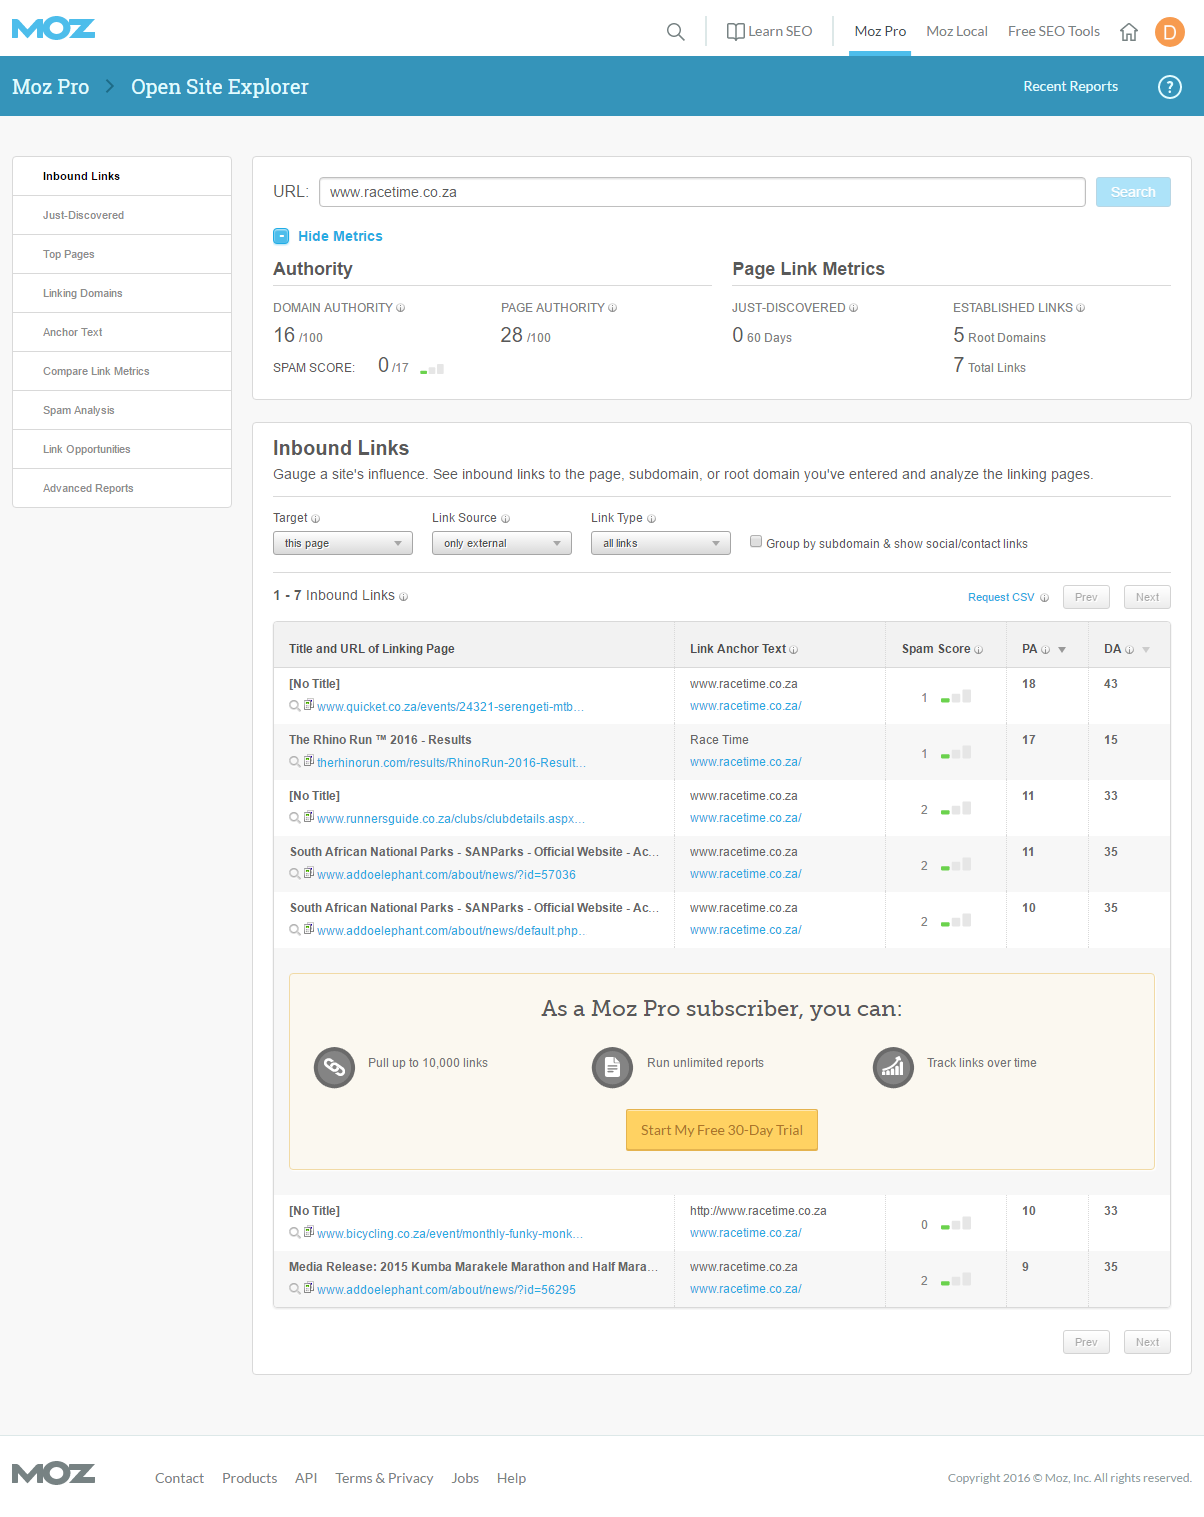 MOZ
Learn SEO
Moz Pro
Moz Local
Free SEO Tools
D
Moz Pro
Open Site Explorer
Recent Reports
?
Inbound Links
Just-Discovered
Top Pages
Linking Domains
Anchor Text
Compare Link Metrics
Spam Analysis
Link Opportunities
Advanced Reports
URL: www.racetime.co.za Search
Hide Metrics
Authority
DOMAIN AUTHORITY PAGE AUTHORITY
16 /100 28 /100
SPAM SCORE: 0 /17
Page Link Metrics
JUST-DISCOVERED ESTABLISHED LINKS
0 60 Days 5 Root Domains
7 Total Links
Inbound Links
Gauge a site's influence. See inbound links to the page, subdomain, or root domain you've entered and analyze the linking pages.
Target Link Source Link Type
this page only external all links Group by subdomain & show social/contact links
1 - 7 Inbound Links Request CSV Prev Next
Title and URL of Linking Page Link Anchor Text Spam Score PA DA
[No Title] www.racetime.co.za 1 18 43
www.quicket.co.za/events/24321-serengeti-mtb... www.racetime.co.za/
The Rhino Run ™ 2016 - Results Race Time 1 17 15
therhinorun.com/results/RhinoRun-2016-Result... www.racetime.co.za/
[No Title] www.racetime.co.za 2 11 33
www.runnersguide.co.za/clubs/clubdetails.aspx... www.racetime.co.za/
South African National Parks - SANParks - Official Website - Ac... www.racetime.co.za 2 11 35
www.addoelephant.com/about/news/?id=57036 www.racetime.co.za/
South African National Parks - SANParks - Official Website - Ac... www.racetime.co.za 2 10 35
www.addoelephant.com/about/news/default.php... www.racetime.co.za/
As a Moz Pro subscriber, you can:
Pull up to 10,000 links Run unlimited reports Track links over time
Start My Free 30-Day Trial
[No Title] http://www.racetime.co.za 0 10 33
www.bicycling.co.za/event/monthly-funky-monk... www.racetime.co.za/
Media Release: 2015 Kumba Marakele Marathon and Half Mara... www.racetime.co.za 2 9 35
www.addoelephant.com/about/news/?id=56295 www.racetime.co.za/
Prev Next
MOZ Contact Products API Terms & Privacy Jobs Help Copyright 2016 © Moz, Inc. All rights reserved.